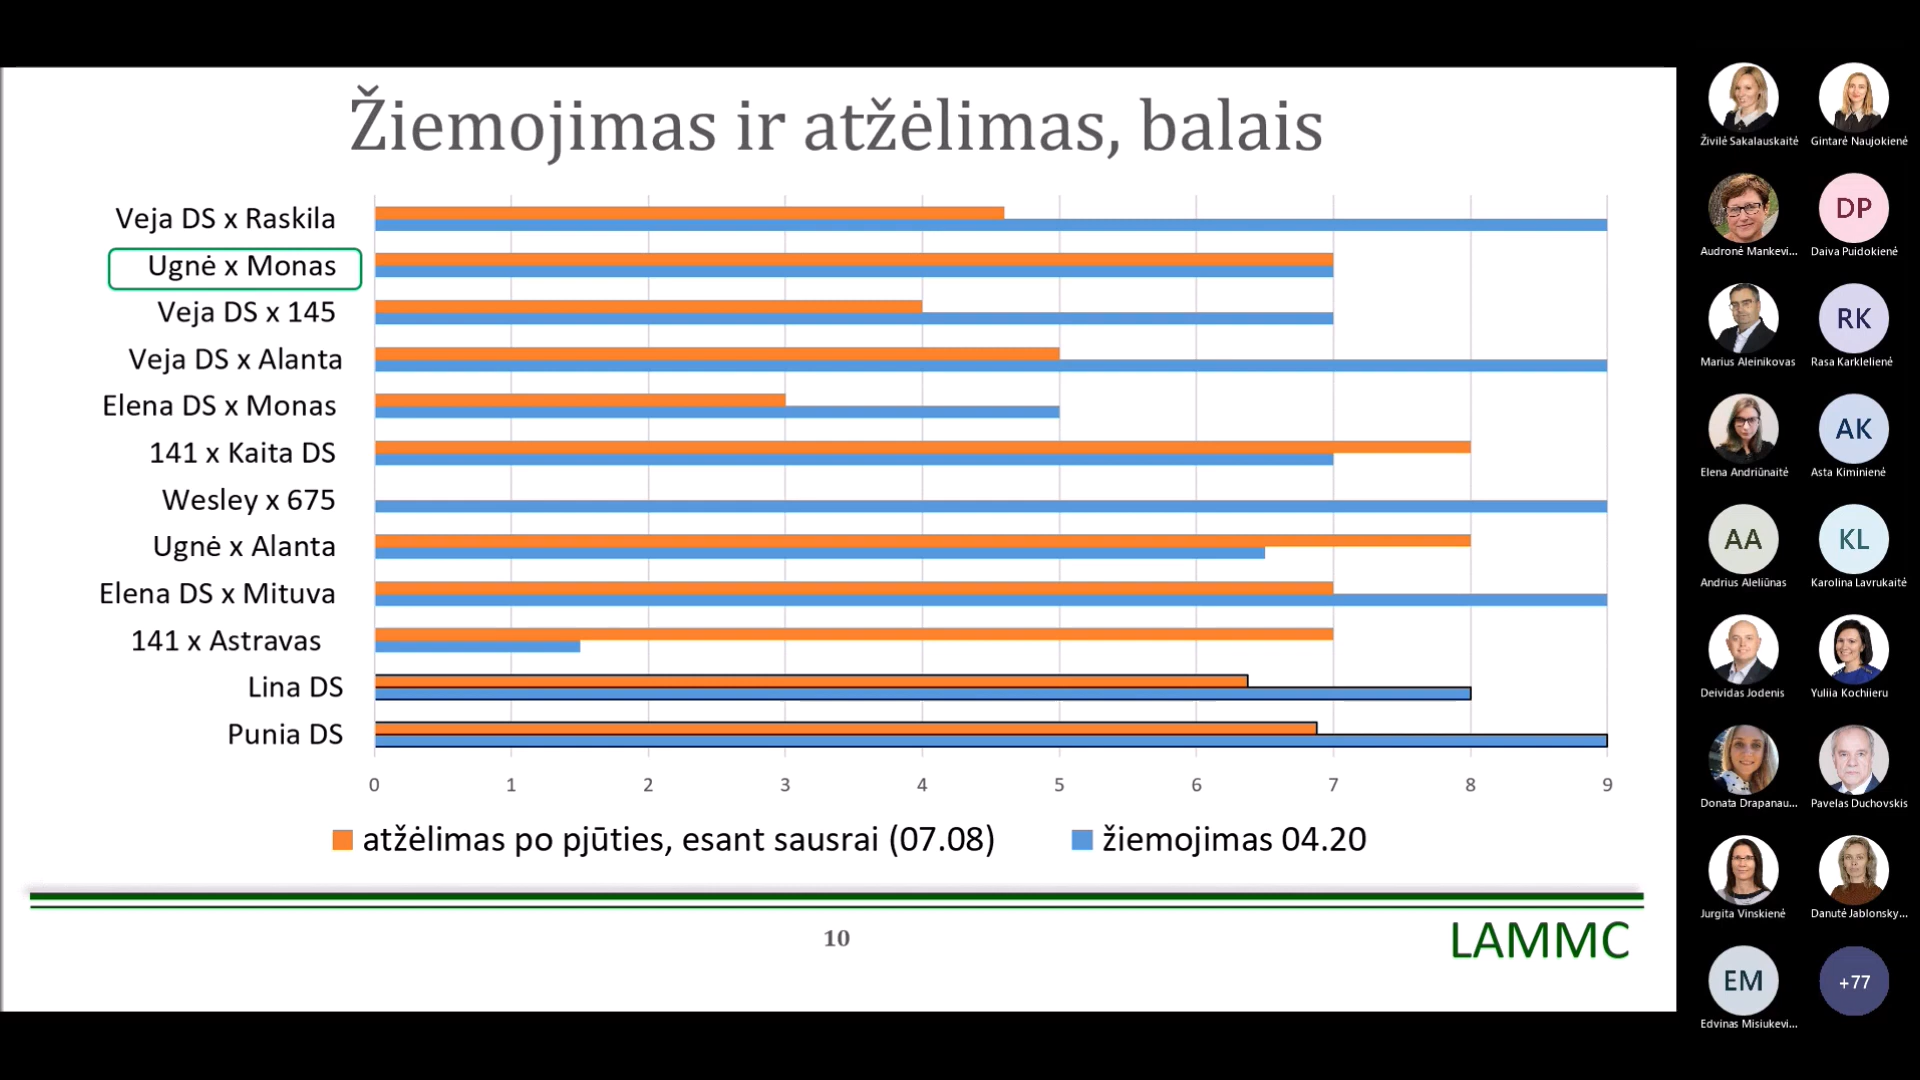 Žiemojimas ir atžėlimas, balais
Veja DS x Raskila
Ugnė x Monas
Veja DS x 145
Veja DS x Alanta
Elena DS x Monas
141 x Kaita DS
Wesley x 675
Ugnė x Alanta
Elena DS x Mituva
141 x Astravas
Lina DS
Punia DS
0 1 2 3 4 5 6 7 8 9
atžėlimas po pjūties, esant sausrai (07.08) žiemojimas 04.20
10
LAMMC
Živilė Sakalauskaitė Gintarė Naujokienė
DP
Audronė Mankevi... Daiva Puidokienė
RK
Marius Aleinikovas Rasa Karklelienė
AK
Elena Andriūnaitė Asta Kiminienė
AA KL
Andrius Aleliūnas Karolina Lavrukaitė
Deividas Jodenis Yuliia Kochiieru
Donata Drapanau... Pavelas Duchovskis
Jurgita Vinskienė Danutė Jablonsky...
EM +77
Edvinas Misiukevi...